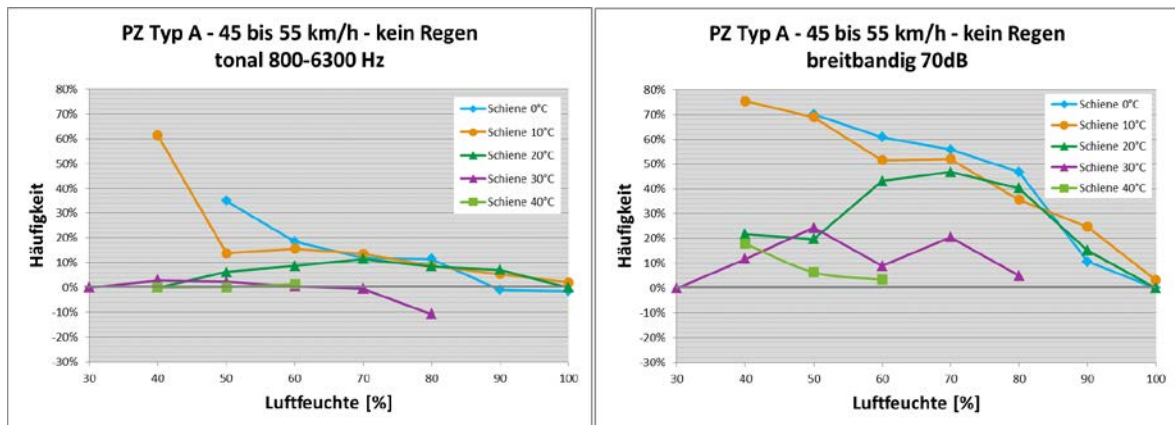 PZ Typ A - 45 bis 55 km/h - kein Regen
tonal 800-6300 Hz
80%
70%
60%
50%
40%
30%
20%
10%
0%
-10%
-20%
-30%
Häufigkeit
Schiene 0°C
Schiene 10°C
Schiene 20°C
Schiene 30°C
Schiene 40°C
30 40 50 60 70 80 90 100
Luftfeuchte [%]
PZ Typ A - 45 bis 55 km/h - kein Regen
breitbandig 70dB
80%
70%
60%
50%
40%
30%
20%
10%
0%
-10%
-20%
-30%
Häufigkeit
Schiene 0°C
Schiene 10°C
Schiene 20°C
Schiene 30°C
Schiene 40°C
30 40 50 60 70 80 90 100
Luftfeuchte [%]